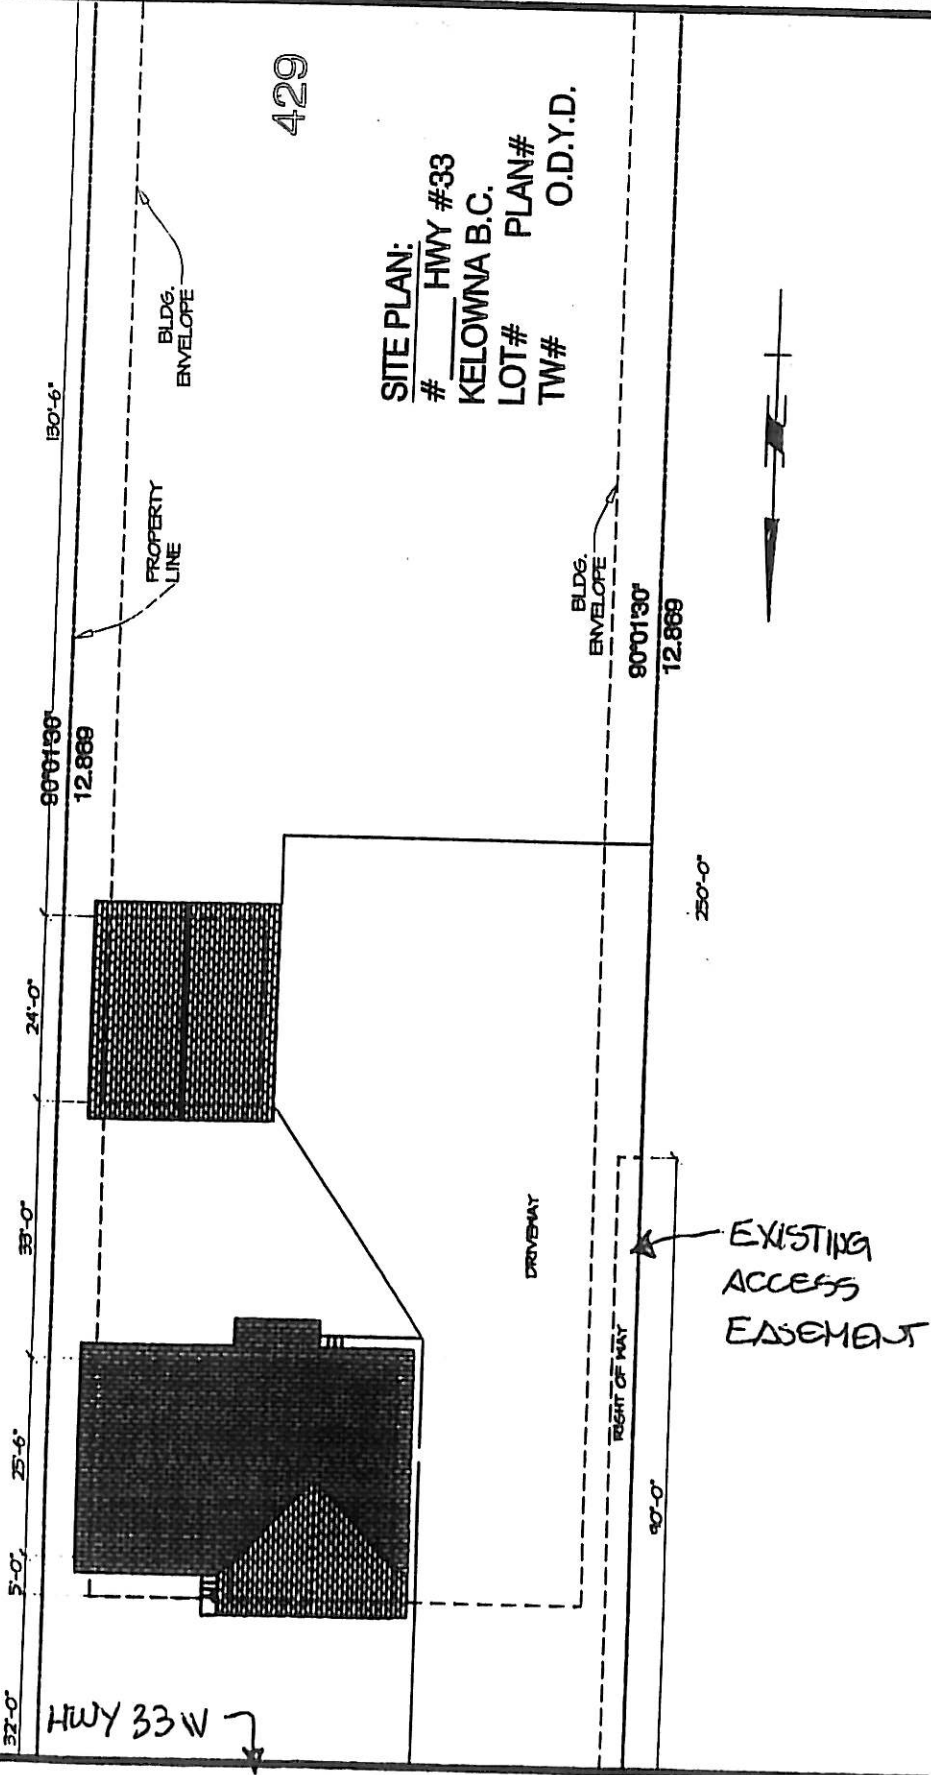 429
SITE PLAN:
# HWY #33
KELOWNA B.C.
LOT# PLAN#
TW# O.D.Y.D.
BLDG.
ENVELOPE
130'-6"
PROPERTY
LINE
90°01'30"
12.869
BLDG.
ENVELOPE
90°01'30"
12.869
250'-0"
24'-0"
33'-0"
25'-6"
5'-0"
32'-0"
DRIVEWAY
RIGHT OF WAY
90'-0"
EXISTING
ACCESS
EASEMENT
HWY 33 W